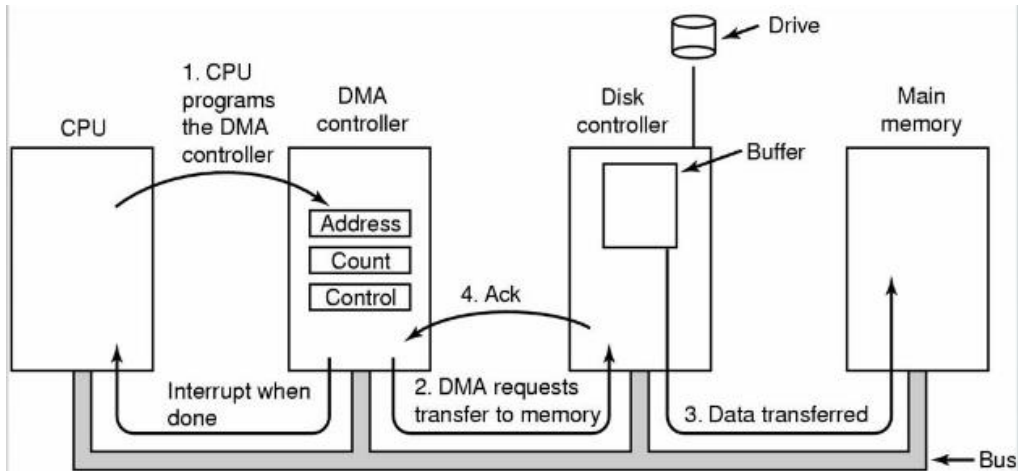 Drive
1. CPU
programs
the DMA
controller
CPU
DMA
controller
Disk
controller
Main
memory
Buffer
Address
Count
Control
4. Ack
Interrupt when
done
2. DMA requests
transfer to memory
3. Data transferred
Bus